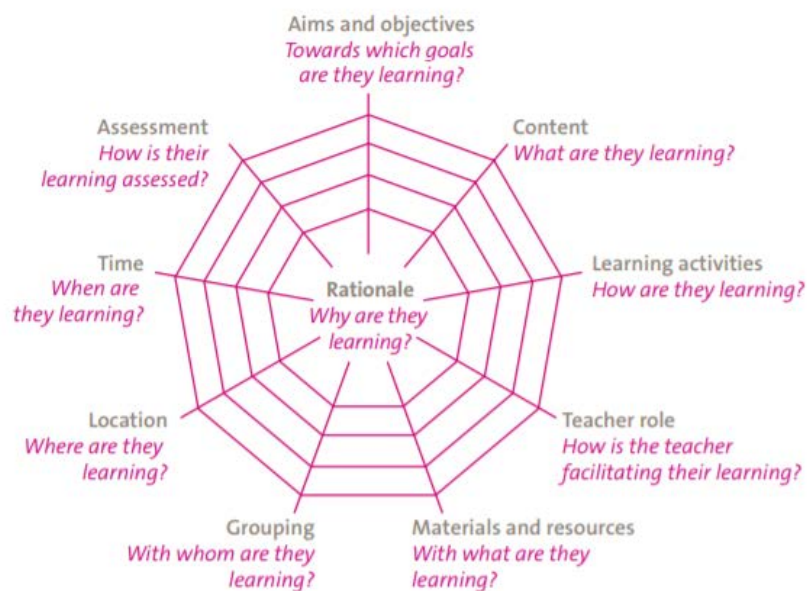 Aims and objectives
Towards which goals
are they learning?
Content
What are they learning?
Learning activities
How are they learning?
Teacher role
How is the teacher
facilitating their learning?
Materials and resources
With what are they
learning?
Grouping
With whom are they
learning?
Location
Where are they
learning?
Time
When are
they learning?
Assessment
How is their
learning assessed?
Rationale
Why are they
learning?